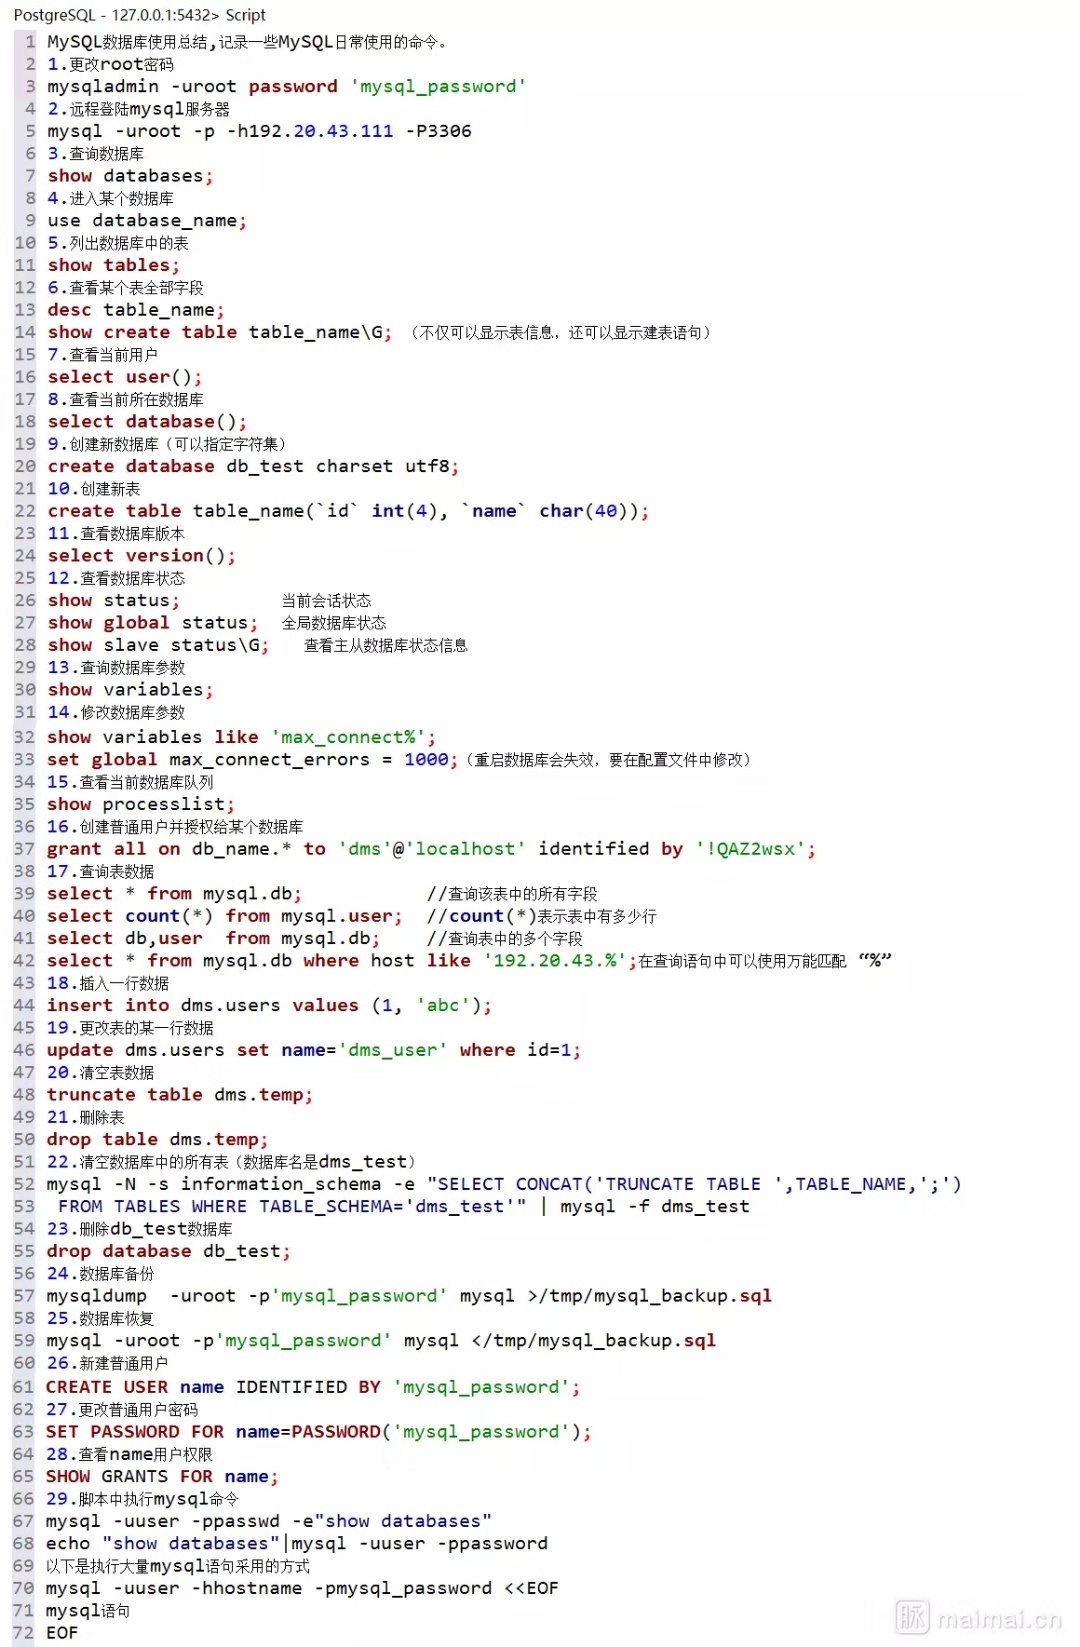 PostgreSQL - 127.0.0.1:5432> Script
1 MySQL数据库使用总结,记录一些MySQL日常使用的命令。
2 1.更改root密码
3 mysqladmin -uroot password 'mysql_password'
4 2.远程登陆mysql服务器
5 mysql -uroot -p -h192.20.43.111 -P3306
6 3.查询数据库
7 show databases;
8 4.进入某个数据库
9 use database_name;
10 5.列出数据库中的表
11 show tables;
12 6.查看某个表全部字段
13 desc table_name;
14 show create table table_name\G; （不仅可以显示表信息，还可以显示建表语句）
15 7.查看当前用户
16 select user();
17 8.查看当前所在数据库
18 select database();
19 9.创建新数据库（可以指定字符集）
20 create database db_test charset utf8;
21 10.创建新表
22 create table table_name(`id` int(4), `name` char(40));
23 11.查看数据库版本
24 select version();
25 12.查看数据库状态
26 show status; 当前会话状态
27 show global status; 全局数据库状态
28 show slave status\G; 查看主从数据库状态信息
29 13.查询数据库参数
30 show variables;
31 14.修改数据库参数
32 show variables like 'max_connect%';
33 set global max_connect_errors = 1000;（重启数据库会失效，要在配置文件中修改）
34 15.查看当前数据库队列
35 show processlist;
36 16.创建普通用户并授权给某个数据库
37 grant all on db_name.* to 'dms'@'localhost' identified by '!QAZ2wsx';
38 17.查询表数据
39 select * from mysql.db; //查询该表中的所有字段
40 select count(*) from mysql.user; //count(*)表示表中有多少行
41 select db,user  from mysql.db; //查询表中的多个字段
42 select * from mysql.db where host like '192.20.43.%';在查询语句中可以使用万能匹配 “%”
43 18.插入一行数据
44 insert into dms.users values (1, 'abc');
45 19.更改表的某一行数据
46 update dms.users set name='dms_user' where id=1;
47 20.清空表数据
48 truncate table dms.temp;
49 21.删除表
50 drop table dms.temp;
51 22.清空数据库中的所有表（数据库名是dms_test）
52 mysql -N -s information_schema -e "SELECT CONCAT('TRUNCATE TABLE ',TABLE_NAME,';')
53  FROM TABLES WHERE TABLE_SCHEMA='dms_test'" | mysql -f dms_test
54 23.删除db_test数据库
55 drop database db_test;
56 24.数据库备份
57 mysqldump  -uroot -p'mysql_password' mysql >/tmp/mysql_backup.sql
58 25.数据库恢复
59 mysql -uroot -p'mysql_password' mysql </tmp/mysql_backup.sql
60 26.新建普通用户
61 CREATE USER name IDENTIFIED BY 'mysql_password';
62 27.更改普通用户密码
63 SET PASSWORD FOR name=PASSWORD('mysql_password');
64 28.查看name用户权限
65 SHOW GRANTS FOR name;
66 29.脚本中执行mysql命令
67 mysql -uuser -ppasswd -e"show databases"
68 echo "show databases"|mysql -uuser -ppassword
69 以下是执行大量mysql语句采用的方式
70 mysql -uuser -hhostname -pmysql_password <<EOF
71 mysql语句
72 EOF
脉 maimai.cn